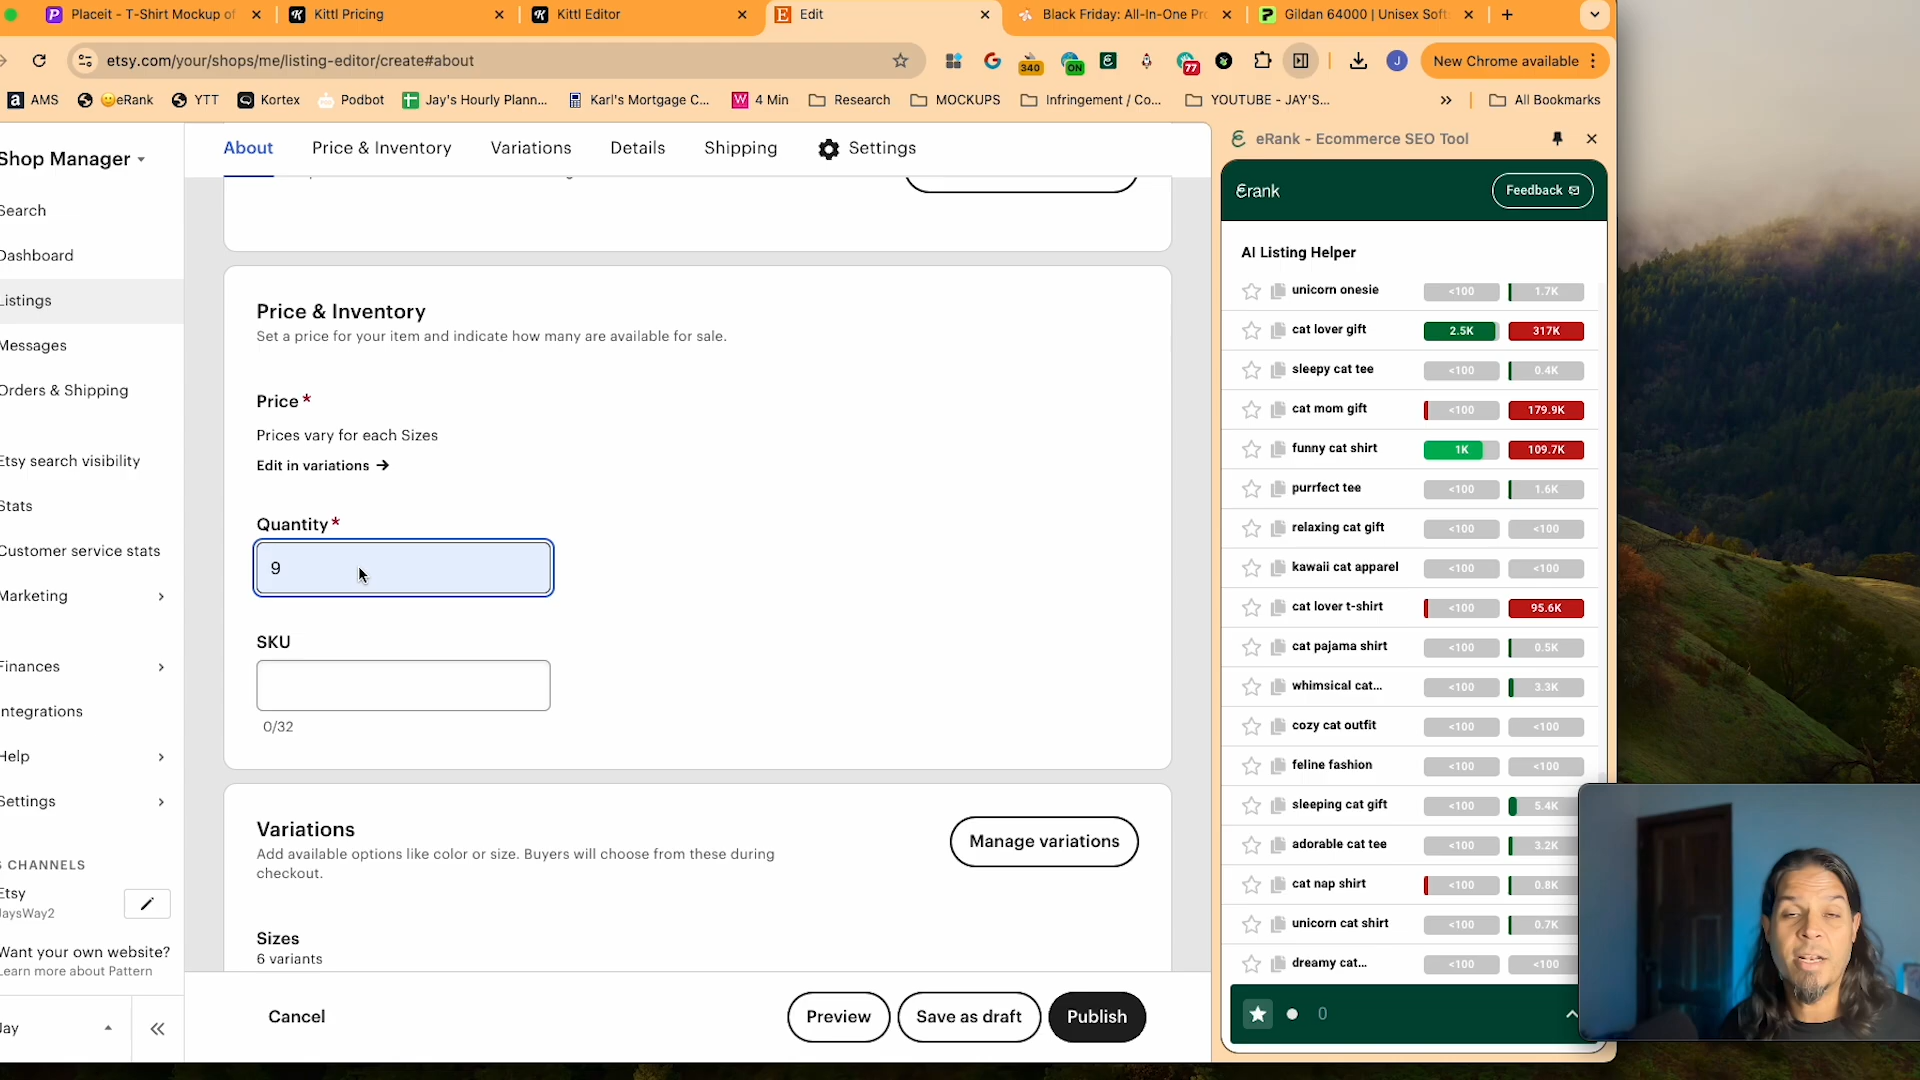 Placeit - T-Shirt Mockup of
Kittl Pricing
Kittl Editor
Edit
Black Friday: All-In-One Pro
Gildan 64000 | Unisex Soft
etsy.com/your/shops/me/listing-editor/create#about
340
ON
77
J
New Chrome available
AMS
eRank
YTT
Kortex
Podbot
Jay's Hourly Plann...
Karl's Mortgage C...
4 Min
Research
MOCKUPS
Infringement / Co...
YOUTUBE - JAY'S...
All Bookmarks
Shop Manager
Search
Dashboard
Listings
Messages
Orders & Shipping
Etsy search visibility
Stats
Customer service stats
Marketing
Finances
Integrations
Help
Settings
S CHANNELS
Etsy
JaysWay2
Want your own website?
Learn more about Pattern
Jay
About
Price & Inventory
Variations
Details
Shipping
Settings
Price & Inventory
Set a price for your item and indicate how many are available for sale.
Price *
Prices vary for each Sizes
Edit in variations →
Quantity *
9
SKU
0/32
Variations
Add available options like color or size. Buyers will choose from these during
checkout.
Manage variations
Sizes
6 variants
Cancel
Preview
Save as draft
Publish
eRank - Ecommerce SEO Tool
erank
Feedback
AI Listing Helper
unicorn onesie <100 1.7K
cat lover gift 2.5K 317K
sleepy cat tee <100 0.4K
cat mom gift <100 179.9K
funny cat shirt 1K 109.7K
purrfect tee <100 1.6K
relaxing cat gift <100 <100
kawaii cat apparel <100 <100
cat lover t-shirt <100 95.6K
cat pajama shirt <100 0.5K
whimsical cat... <100 3.3K
cozy cat outfit <100 <100
feline fashion <100 <100
sleeping cat gift <100 5.4K
adorable cat tee <100 3.2K
cat nap shirt <100 0.8K
unicorn cat shirt <100 0.7K
dreamy cat... <100 <100
0